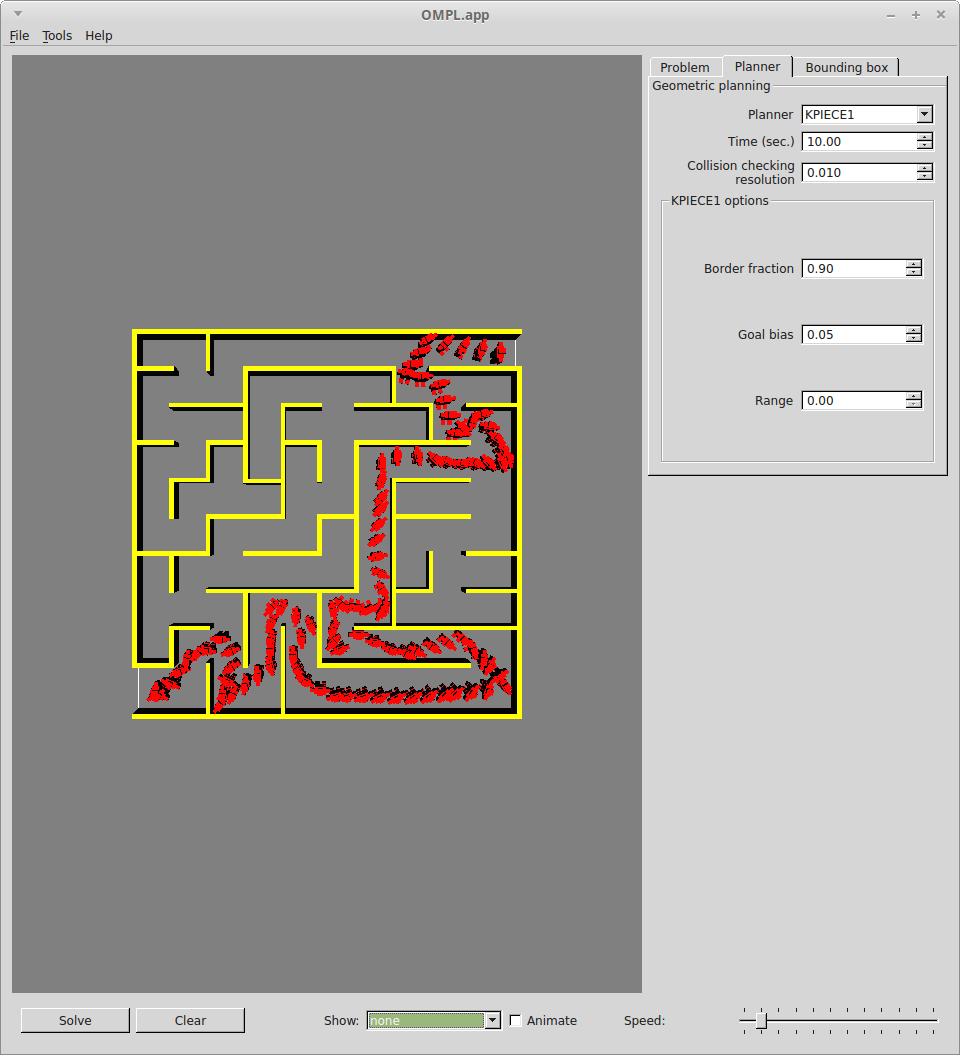 OMPL.app
File Tools Help
Problem Planner Bounding box
Geometric planning
Planner KPIECE1
Time (sec.) 10.00
Collision checking
resolution 0.010
KPIECE1 options
Border fraction 0.90
Goal bias 0.05
Range 0.00
Solve Clear Show: none Animate Speed: